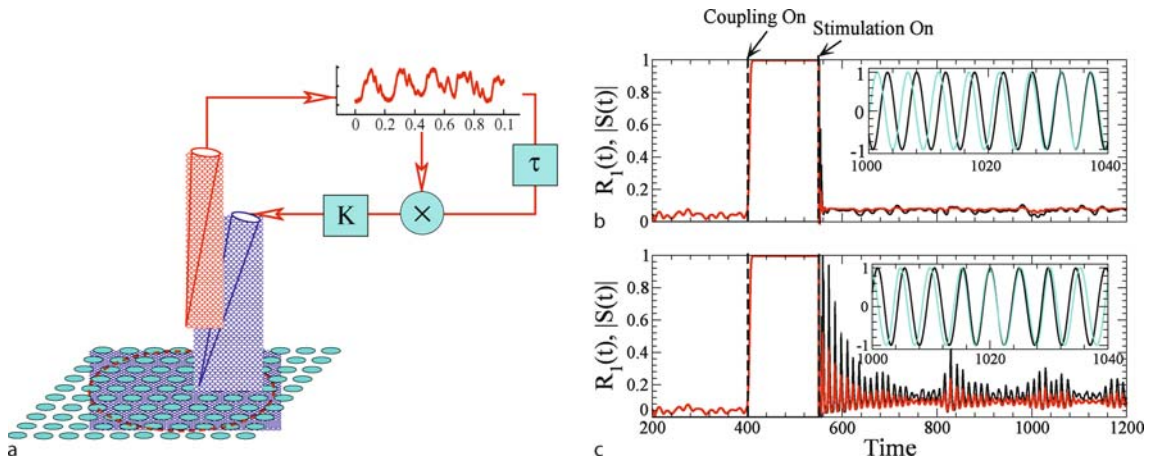 Coupling On
Stimulation On
0 0.2 0.4 0.6 0.8 0.1
τ
K
×
a
R₁(t), |S(t)|
1
0.8
0.6
0.4
0.2
0
1
0
-1
1000 1020 1040
b
R₁(t), |S(t)|
1
0.8
0.6
0.4
0.2
0
1
0
-1
1000 1020 1040
200 400 600 800 1000 1200
Time
c